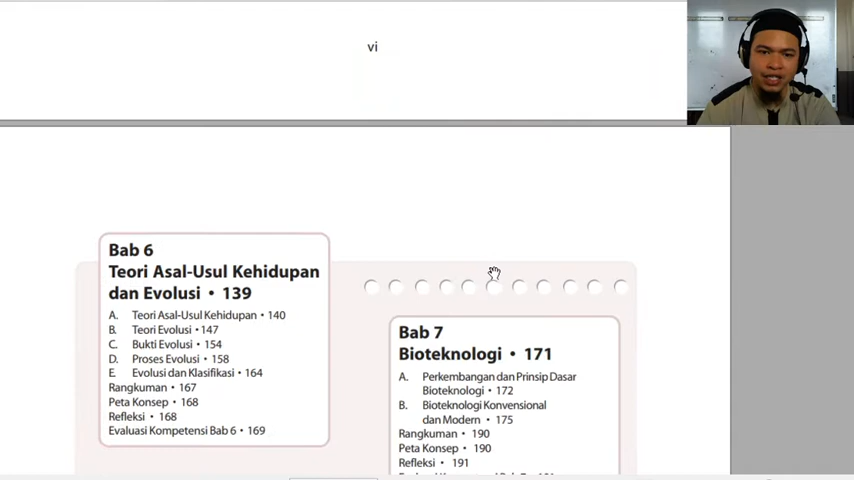 vi
Bab 6
Teori Asal-Usul Kehidupan
dan Evolusi • 139
A. Teori Asal-Usul Kehidupan • 140
B. Teori Evolusi •147
C. Bukti Evolusi • 154
D. Proses Evolusi • 158
E. Evolusi dan Klasifikasi • 164
Rangkuman • 167
Peta Konsep • 168
Refleksi • 168
Evaluasi Kompetensi Bab 6 • 169
Bab 7
Bioteknologi • 171
A. Perkembangan dan Prinsip Dasar
Bioteknologi • 172
B. Bioteknologi Konvensional
dan Modern • 175
Rangkuman • 190
Peta Konsep • 190
Refleksi • 191